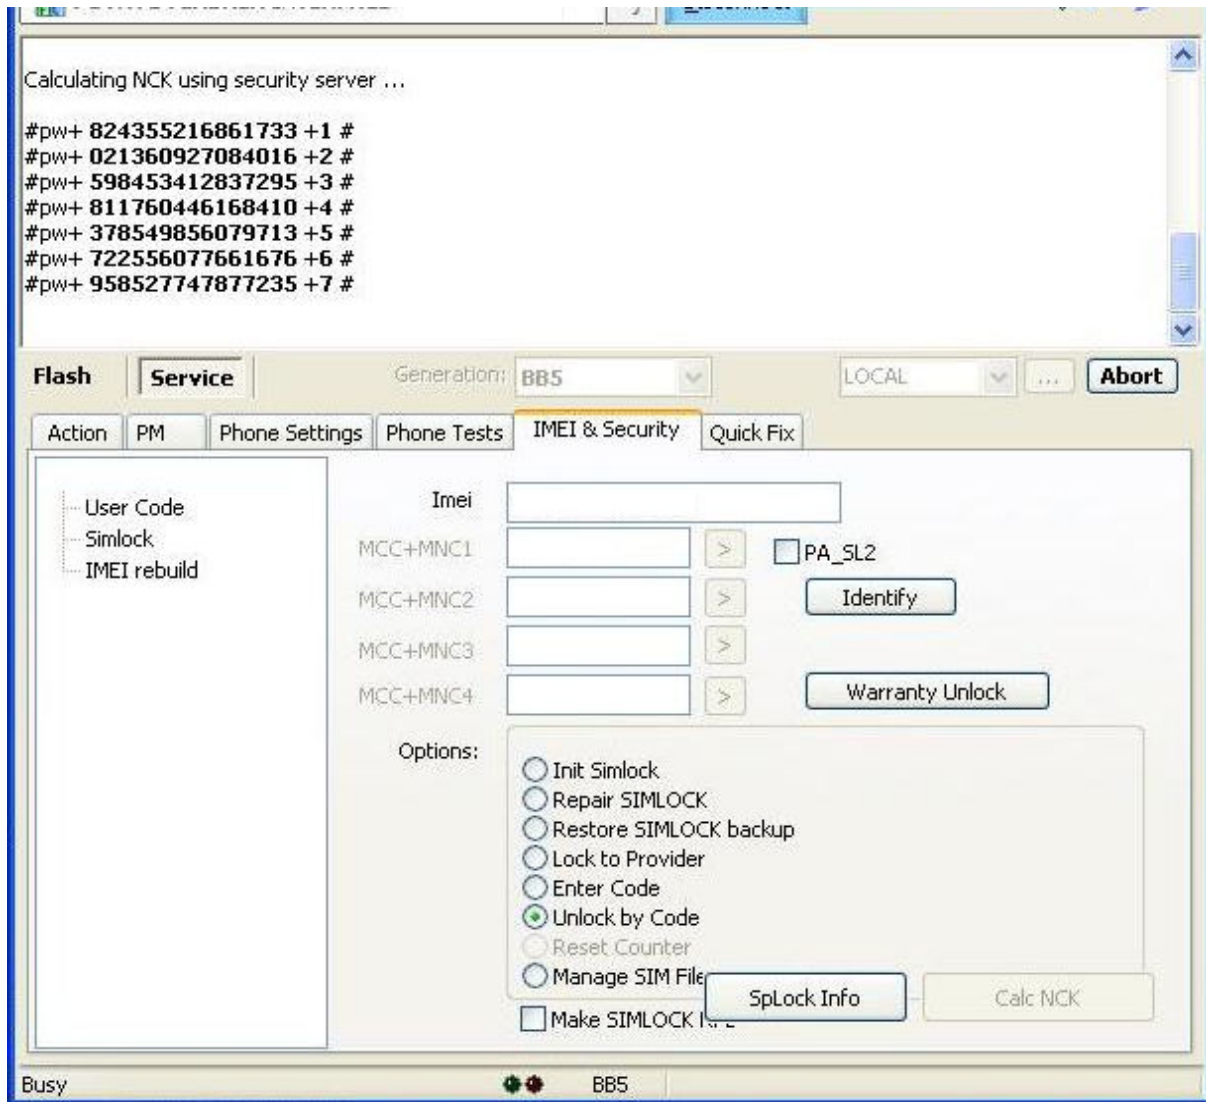 Calculating NCK using security server ...
#pw+ 824355216861733 +1 #
#pw+ 021360927084016 +2 #
#pw+ 598453412837295 +3 #
#pw+ 811760446168410 +4 #
#pw+ 378549856079713 +5 #
#pw+ 722556077661676 +6 #
#pw+ 958527747877235 +7 #
Flash Service Generation: BB5 LOCAL ... Abort
Action PM Phone Settings Phone Tests IMEI & Security Quick Fix
User Code
Simlock
IMEI rebuild
Imei
MCC+MNC1 > PA_SL2
MCC+MNC2 > Identify
MCC+MNC3 >
MCC+MNC4 > Warranty Unlock
Options:
Init Simlock
Repair SIMLOCK
Restore SIMLOCK backup
Lock to Provider
Enter Code
Unlock by Code
Reset Counter
Manage SIM File
SpLock Info Calc NCK
Make SIMLOCK
Busy BB5